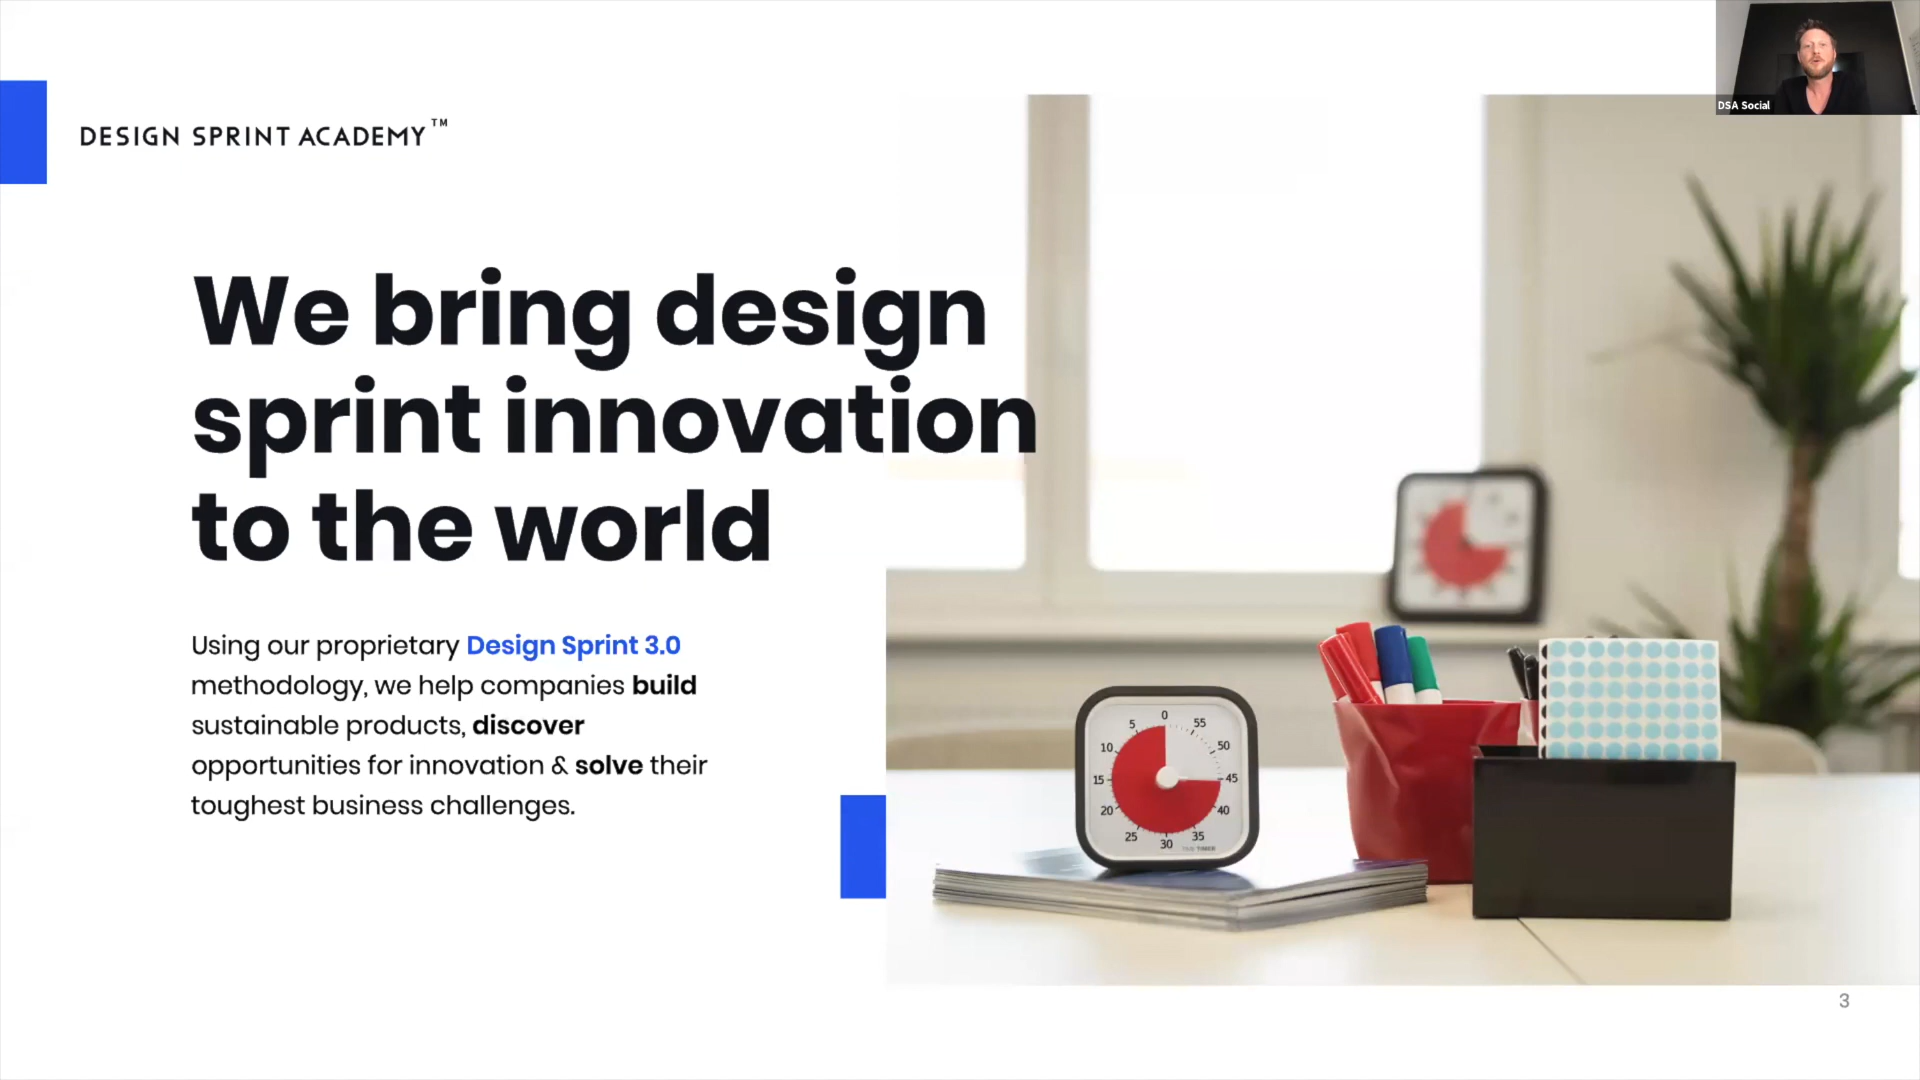 DSA Social
DESIGN SPRINT ACADEMY™
We bring design
sprint innovation
to the world
Using our proprietary Design Sprint 3.0
methodology, we help companies build
sustainable products, discover
opportunities for innovation & solve their
toughest business challenges.
0
55
50
45
40
35
30
25
20
15
10
5
TIME TIMER
3